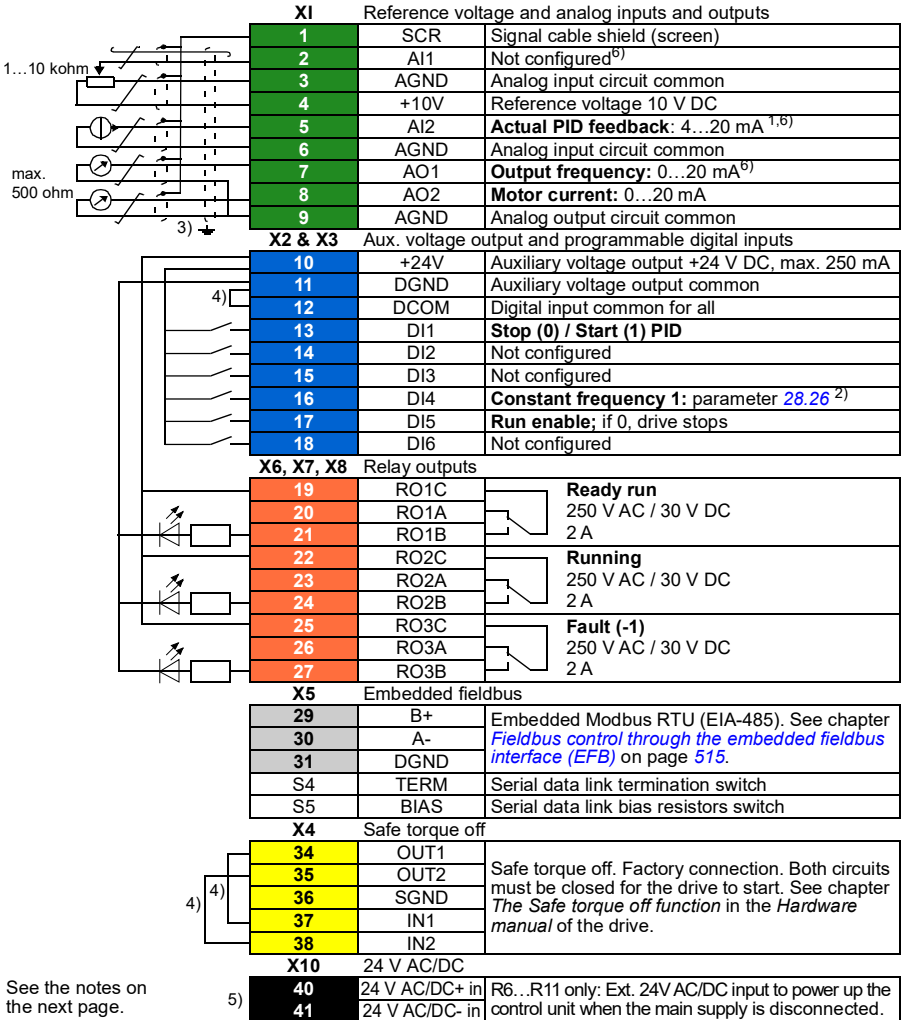 XI Reference voltage and analog inputs and outputs
1 SCR Signal cable shield (screen)
2 AI1 Not configured6)
1…10 kohm
3 AGND Analog input circuit common
4 +10V Reference voltage 10 V DC
5 AI2 Actual PID feedback: 4…20 mA 1,6)
6 AGND Analog input circuit common
7 AO1 Output frequency: 0…20 mA6)
max.
500 ohm
8 AO2 Motor current: 0…20 mA
9 AGND Analog output circuit common
3)
X2 & X3 Aux. voltage output and programmable digital inputs
10 +24V Auxiliary voltage output +24 V DC, max. 250 mA
11 DGND Auxiliary voltage output common
4)
12 DCOM Digital input common for all
13 DI1 Stop (0) / Start (1) PID
14 DI2 Not configured
15 DI3 Not configured
16 DI4 Constant frequency 1: parameter 28.26 2)
17 DI5 Run enable; if 0, drive stops
18 DI6 Not configured
X6, X7, X8 Relay outputs
19 RO1C Ready run
20 RO1A 250 V AC / 30 V DC
21 RO1B 2 A
22 RO2C Running
23 RO2A 250 V AC / 30 V DC
24 RO2B 2 A
25 RO3C Fault (-1)
26 RO3A 250 V AC / 30 V DC
27 RO3B 2 A
X5 Embedded fieldbus
29 B+
30 A-
31 DGND
Embedded Modbus RTU (EIA-485). See chapter
Fieldbus control through the embedded fieldbus
interface (EFB) on page 515.
S4 TERM Serial data link termination switch
S5 BIAS Serial data link bias resistors switch
X4 Safe torque off
34 OUT1
35 OUT2
36 SGND
37 IN1
38 IN2
4)
4)
Safe torque off. Factory connection. Both circuits
must be closed for the drive to start. See chapter
The Safe torque off function in the Hardware
manual of the drive.
X10 24 V AC/DC
40 24 V AC/DC+ in
41 24 V AC/DC- in
R6…R11 only: Ext. 24V AC/DC input to power up the
control unit when the main supply is disconnected.
5)
See the notes on
the next page.